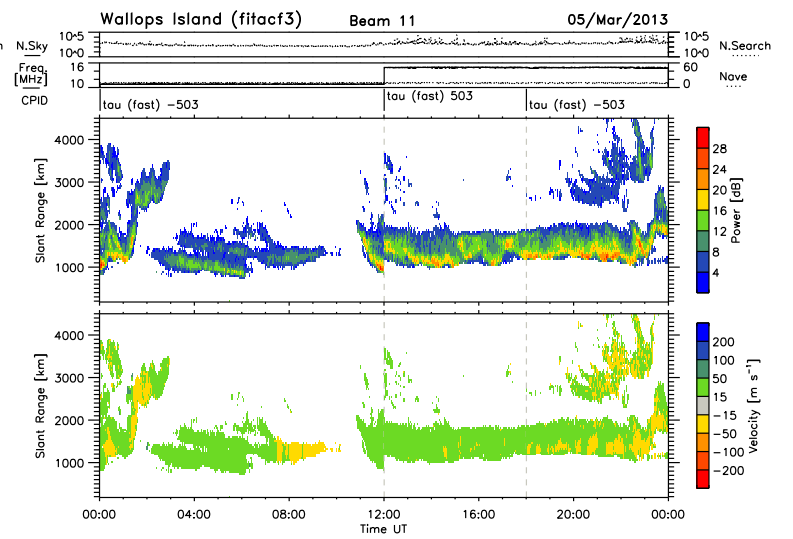 Wallops Island (fitacf3) Beam 11 05/Mar/2013
n N.Sky 10^5 10^0 10^5 10^0 N.Search
Freq. [MHz] 16 10 60 0 Nave
CPID tau (fast) -503 tau (fast) 503 tau (fast) -503
Slant Range [km] 4000 3000 2000 1000
Power [dB] 28 24 20 16 12 8 4
Slant Range [km] 4000 3000 2000 1000
Velocity [m s⁻¹] 200 100 50 15 -15 -50 -100 -200
00:00 04:00 08:00 12:00 16:00 20:00 00:00
Time UT